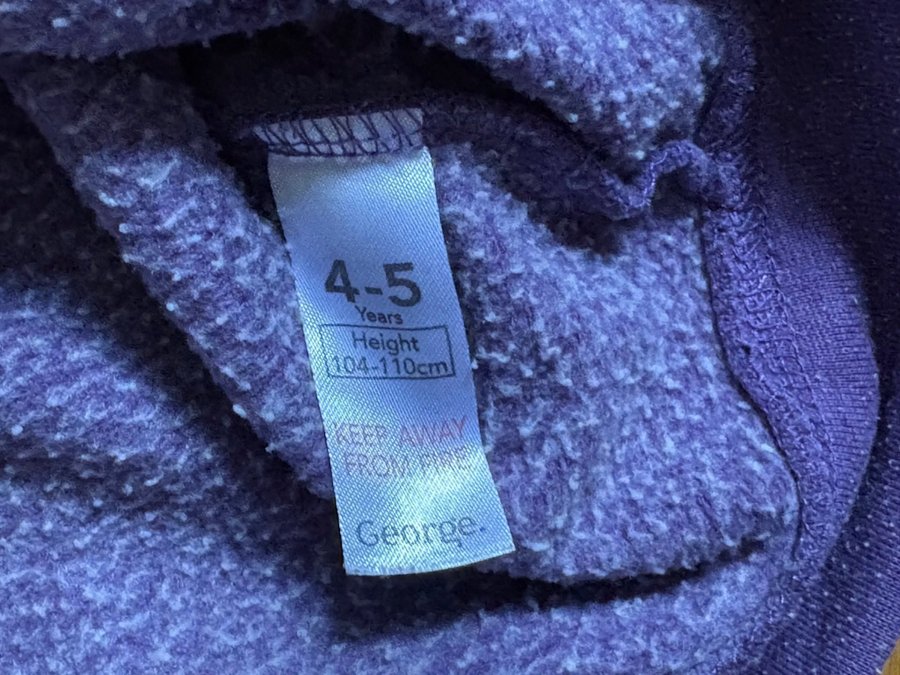 4-5
Years
Height
104-110cm
KEEP AWAY
FROM FIRE
George.